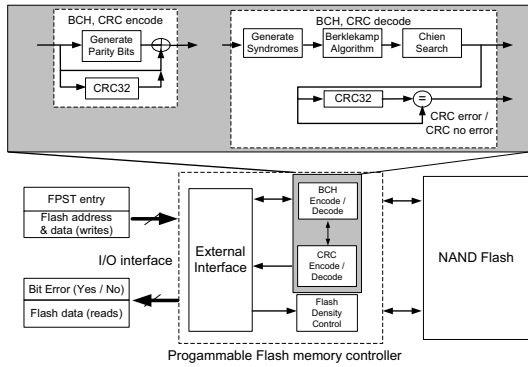 BCH, CRC encode
Generate
Parity Bits
CRC32
BCH, CRC decode
Generate
Syndromes
Berklekamp
Algorithm
Chien
Search
CRC32
=
CRC error /
CRC no error
FPST entry
Flash address
& data (writes)
I/O interface
Bit Error (Yes / No)
Flash data (reads)
External
Interface
BCH
Encode /
Decode
CRC
Encode /
Decode
Flash
Density
Control
NAND Flash
Progammable Flash memory controller